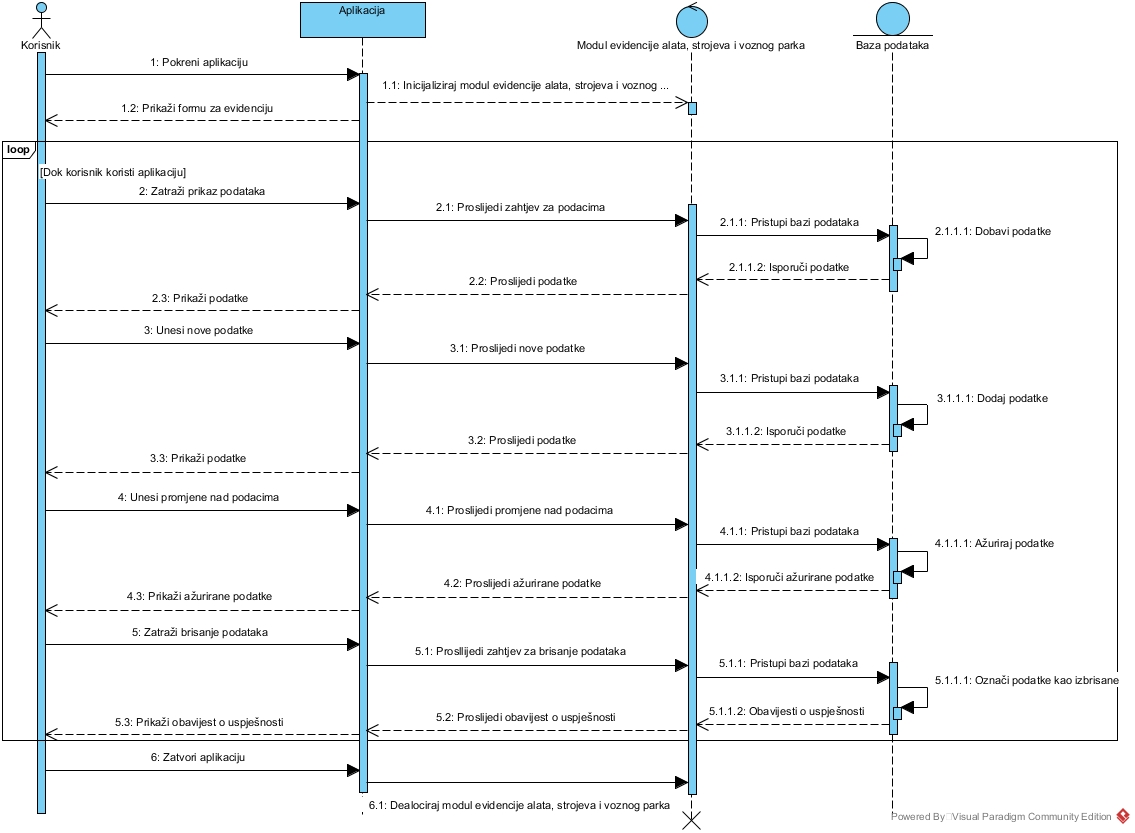 Aplikacija
Korisnik
Modul evidencije alata, strojeva i voznog parka
Baza podataka
1: Pokreni aplikaciju
1.1: Inicijaliziraj modul evidencije alata, strojeva i voznog ...
1.2: Prikaži formu za evidenciju
loop
[Dok korisnik koristi aplikaciju]
2: Zatraži prikaz podataka
2.1: Proslijedi zahtjev za podacima
2.1.1: Pristupi bazi podataka
2.1.1.1: Dobavi podatke
2.1.1.2: Isporuči podatke
2.2: Proslijedi podatke
2.3: Prikaži podatke
3: Unesi nove podatke
3.1: Proslijedi nove podatke
3.1.1: Pristupi bazi podataka
3.1.1.1: Dodaj podatke
3.1.1.2: Isporuči podatke
3.2: Proslijedi podatke
3.3: Prikaži podatke
4: Unesi promjene nad podacima
4.1: Proslijedi promjene nad podacima
4.1.1: Pristupi bazi podataka
4.1.1.1: Ažuriraj podatke
4.1.1.2: Isporuči ažurirane podatke
4.2: Proslijedi ažurirane podatke
4.3: Prikaži ažurirane podatke
5: Zatraži brisanje podataka
5.1: Prosllijedi zahtjev za brisanje podataka
5.1.1: Pristupi bazi podataka
5.1.1.1: Označi podatke kao izbrisane
5.1.1.2: Obavijesti o uspješnosti
5.2: Proslijedi obavijest o uspješnosti
5.3: Prikaži obavijest o uspješnosti
6: Zatvori aplikaciju
6.1: Dealociraj modul evidencije alata, strojeva i voznog parka
Powered By Visual Paradigm Community Edition